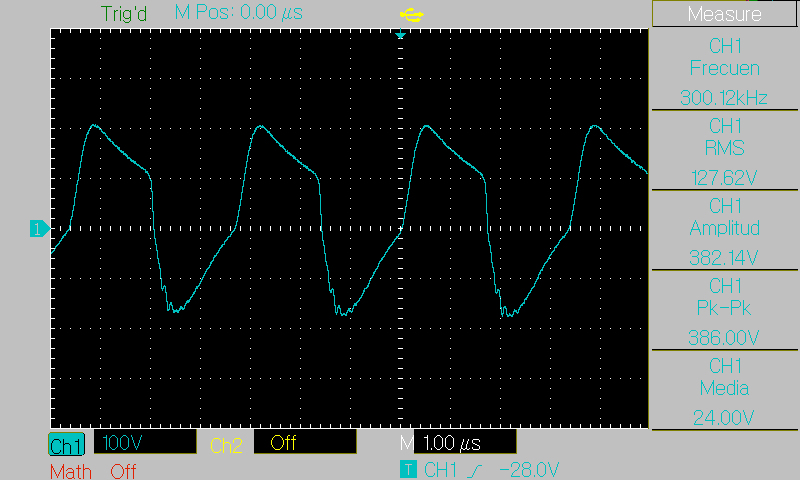 Trig'd M Pos: 0.00 µs Measure
CH1
Frecuen
300.12kHz
CH1
RMS
127.62V
CH1
Amplitud
382.14V
CH1
Pk-Pk
386.00V
CH1
Media
24.00V
1
Ch1 100V Ch2 Off M 1.00 µs
Math Off T CH1 -28.0V